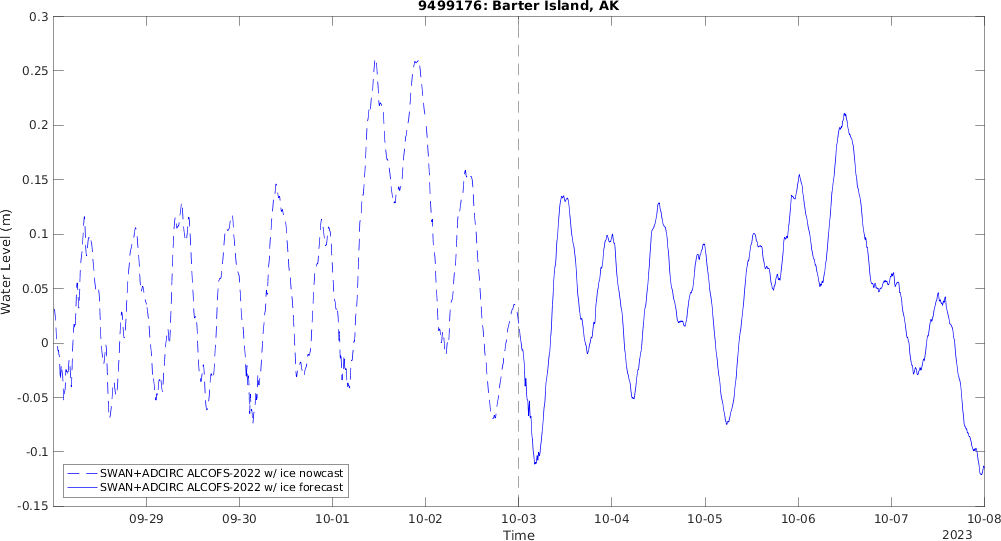 9499176: Barter Island, AK
0.3
0.25
0.2
0.15
0.1
0.05
0
-0.05
-0.1
-0.15
Water Level (m)
SWAN+ADCIRC ALCOFS-2022 w/ ice nowcast
SWAN+ADCIRC ALCOFS-2022 w/ ice forecast
09-29 09-30 10-01 10-02 10-03 10-04 10-05 10-06 10-07 10-08
Time
2023